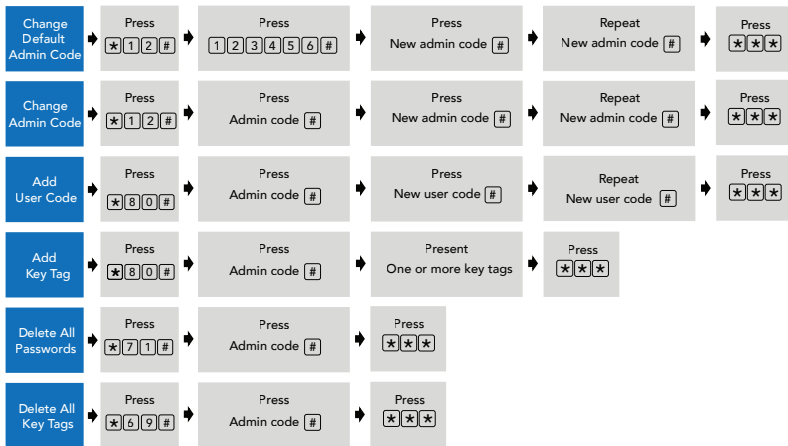 Change Default Admin Code
Press
*12#
Press
123456#
Press
New admin code #
Repeat
New admin code #
Press
***
Change Admin Code
Press
*12#
Press
Admin code #
Press
New admin code #
Repeat
New admin code #
Press
***
Add User Code
Press
*80#
Press
Admin code #
Press
New user code #
Repeat
New user code #
Press
***
Add Key Tag
Press
*80#
Press
Admin code #
Present
One or more key tags
Press
***
Delete All Passwords
Press
*71#
Press
Admin code #
Press
***
Delete All Key Tags
Press
*69#
Press
Admin code #
Press
***